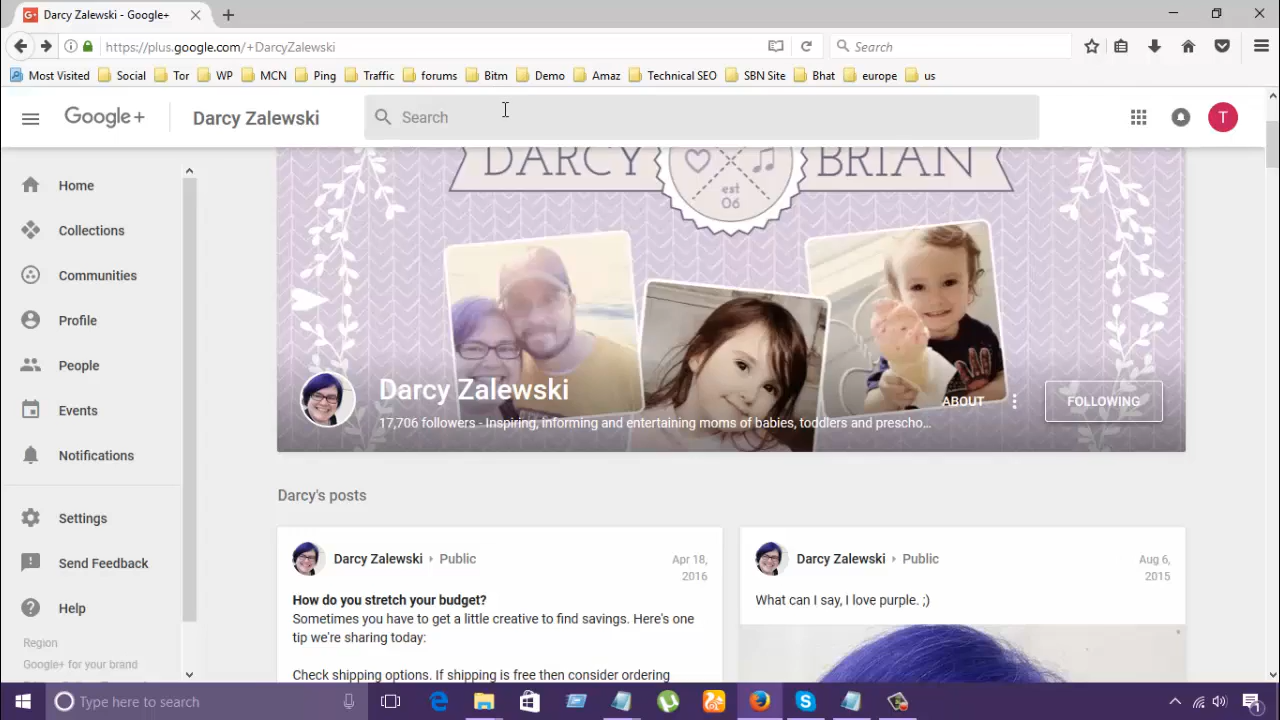 Darcy Zalewski - Google+
https://plus.google.com/+DarcyZalewski
Search
Most Visited Social Tor WP MCN Ping Traffic forums Bitm Demo Amaz Technical SEO SBN Site Bhat europe us
Google+ Darcy Zalewski Search T
DARCY BRIAN
est
06
Home
Collections
Communities
Profile
People
Events
Notifications
Settings
Send Feedback
Help
Region
Google+ for your brand
Darcy Zalewski
17,706 followers - Inspiring, informing and entertaining moms of babies, toddlers and prescho...
ABOUT FOLLOWING
Darcy's posts
Darcy Zalewski Public Apr 18,
2016
How do you stretch your budget?
Sometimes you have to get a little creative to find savings. Here's one
tip we're sharing today:
Check shipping options. If shipping is free then consider ordering
Darcy Zalewski Public Aug 6,
2015
What can I say, I love purple. ;)
Type here to search
1